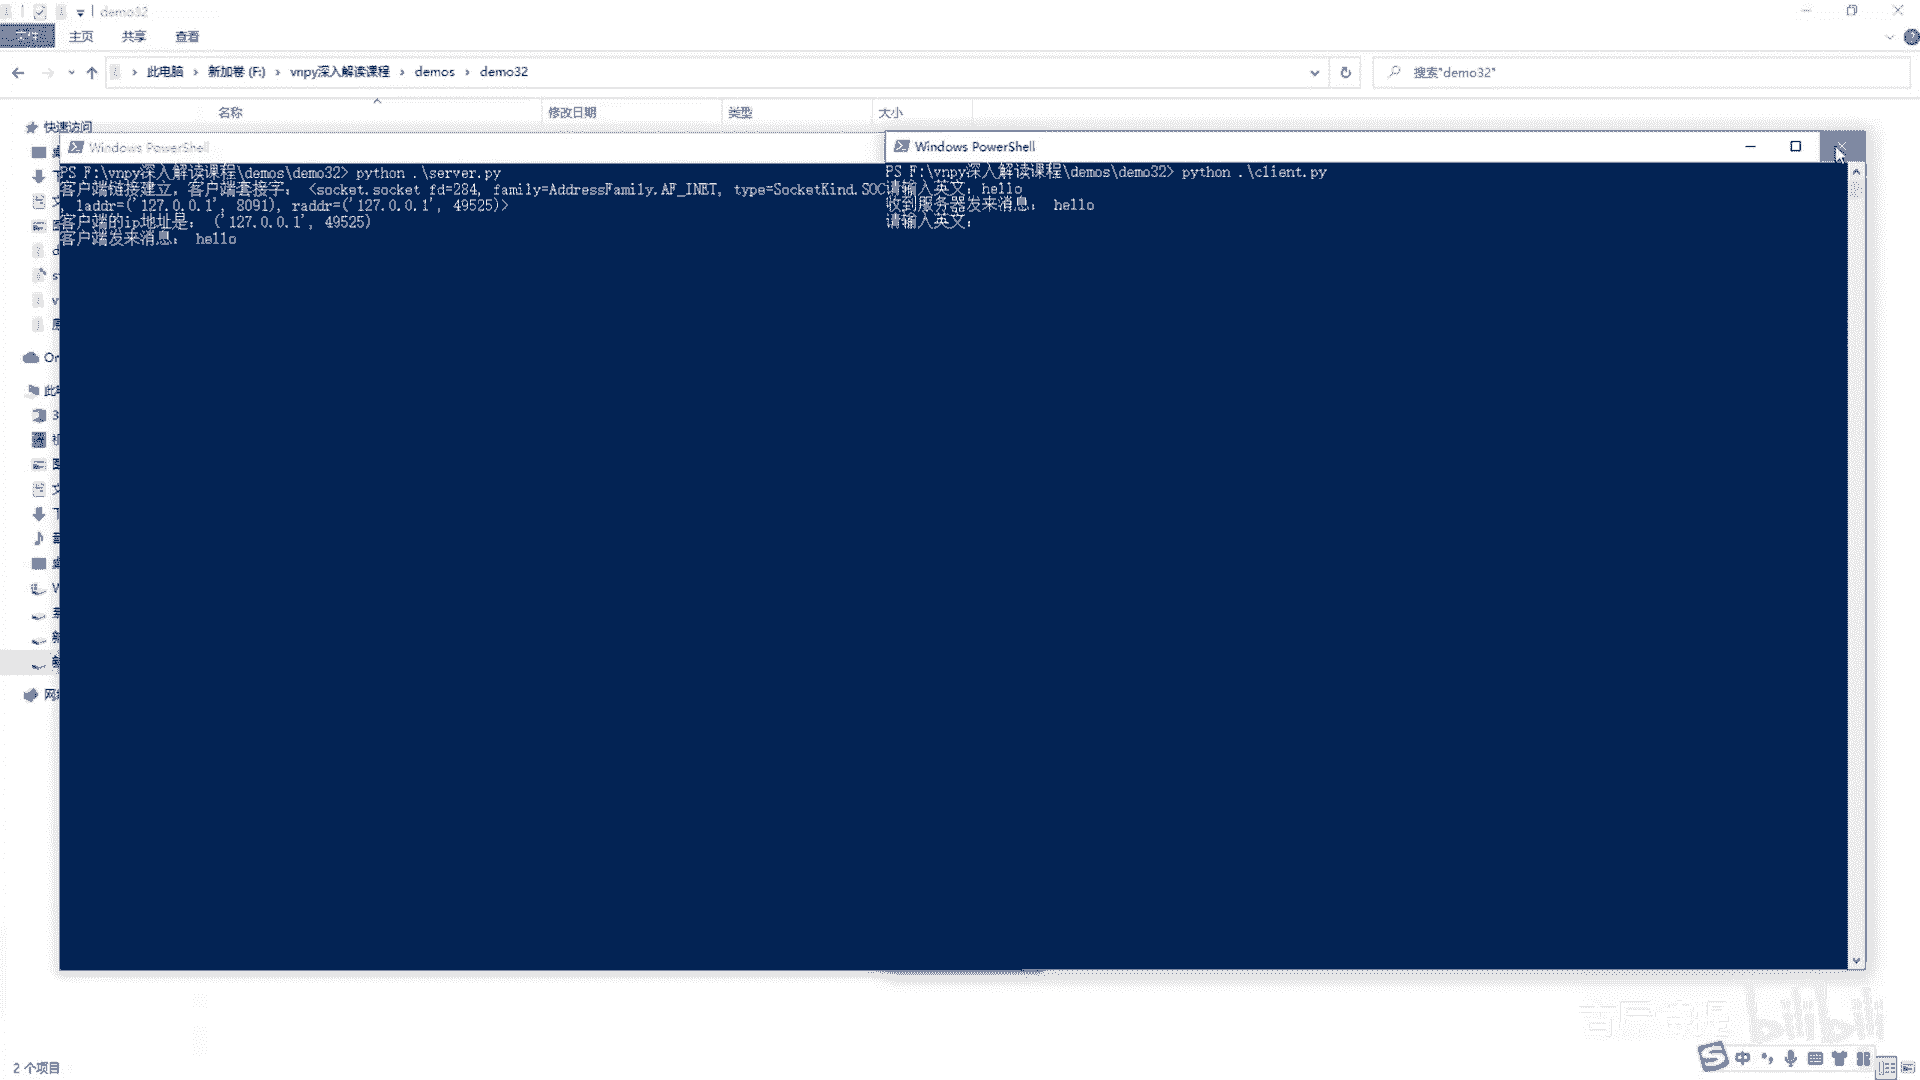 demo32
主页 共享 查看
此电脑 › 新加卷 (F:) › vnpy深入解读课程 › demos › demo32
搜索"demo32"
名称 修改日期 类型 大小
快速访问
Windows PowerShell
PS F:\vnpy深入解读课程\demos\demo32> python .\server.py
客户端链接建立，客户端套接字： <socket.socket fd=284, family=AddressFamily.AF_INET, type=SocketKind.SOC
, laddr=('127.0.0.1', 8091), raddr=('127.0.0.1', 49525)>
客户端的ip地址是： ('127.0.0.1', 49525)
客户端发来消息： hello
Windows PowerShell
PS F:\vnpy深入解读课程\demos\demo32> python .\client.py
请输入英文：hello
收到服务器发来消息： hello
请输入英文：
On
3
V
2 个项目
bilibili
中